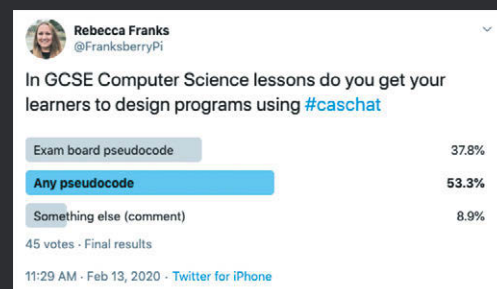 Rebecca Franks
@FranksberryPi
In GCSE Computer Science lessons do you get your
learners to design programs using #caschat
Exam board pseudocode 37.8%
Any pseudocode 53.3%
Something else (comment) 8.9%
45 votes · Final results
11:29 AM · Feb 13, 2020 · Twitter for iPhone